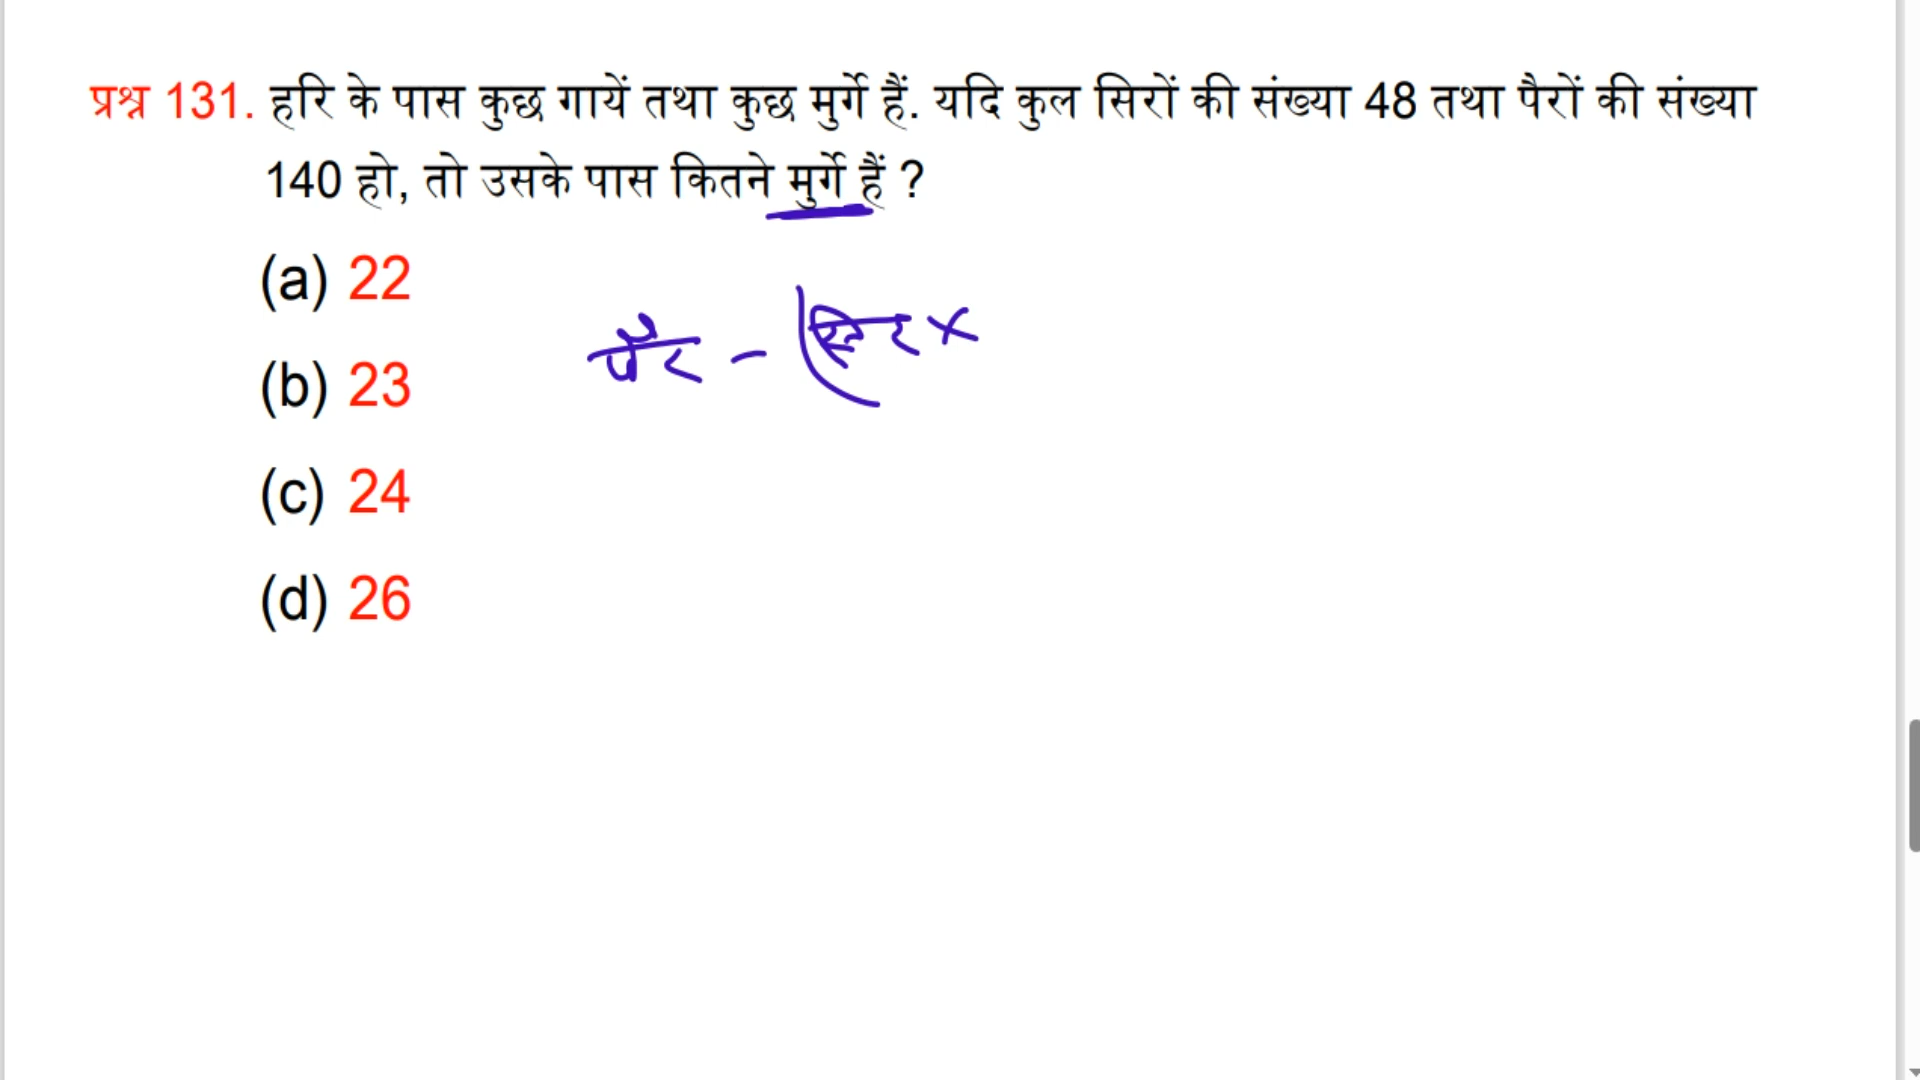 प्रश्न 131. हरि के पास कुछ गायें तथा कुछ मुर्गे हैं. यदि कुल सिरों की संख्या 48 तथा पैरों की संख्या
140 हो, तो उसके पास कितने मुर्गे हैं ?
(a) 22
पैर - (सिर ×
(b) 23
(c) 24
(d) 26